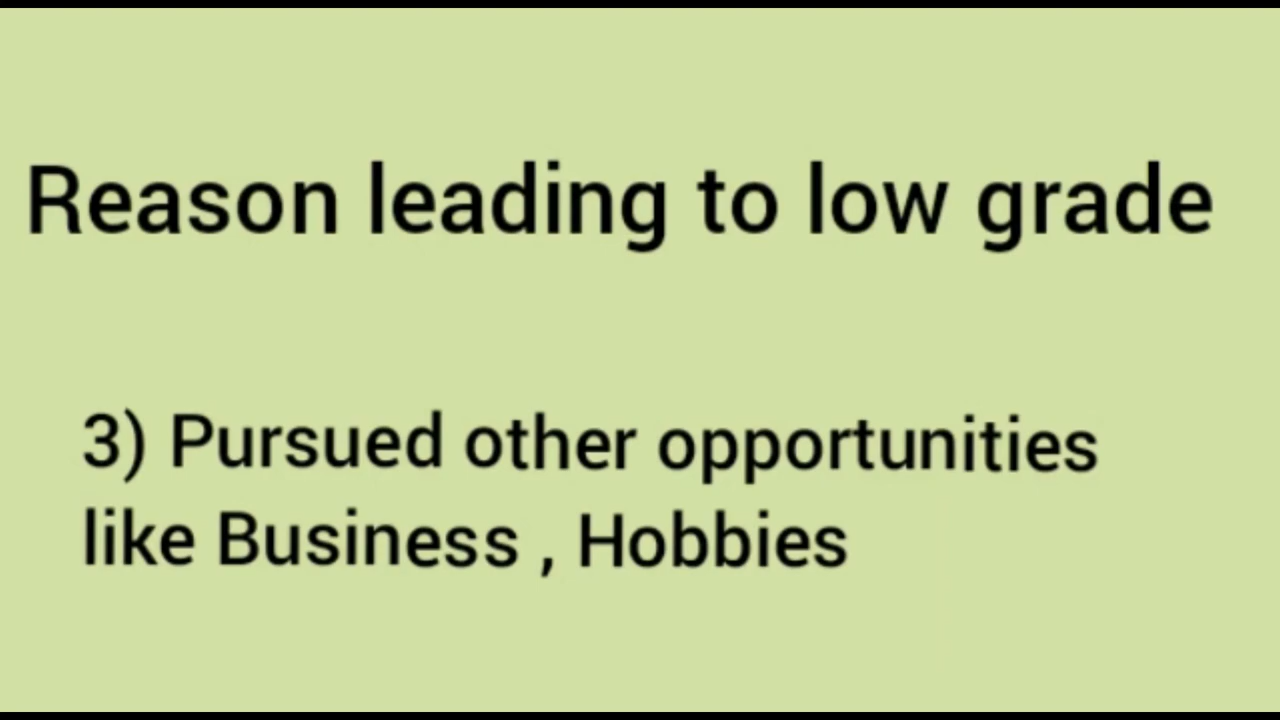 Reason leading to low grade
3) Pursued other opportunities
like Business , Hobbies